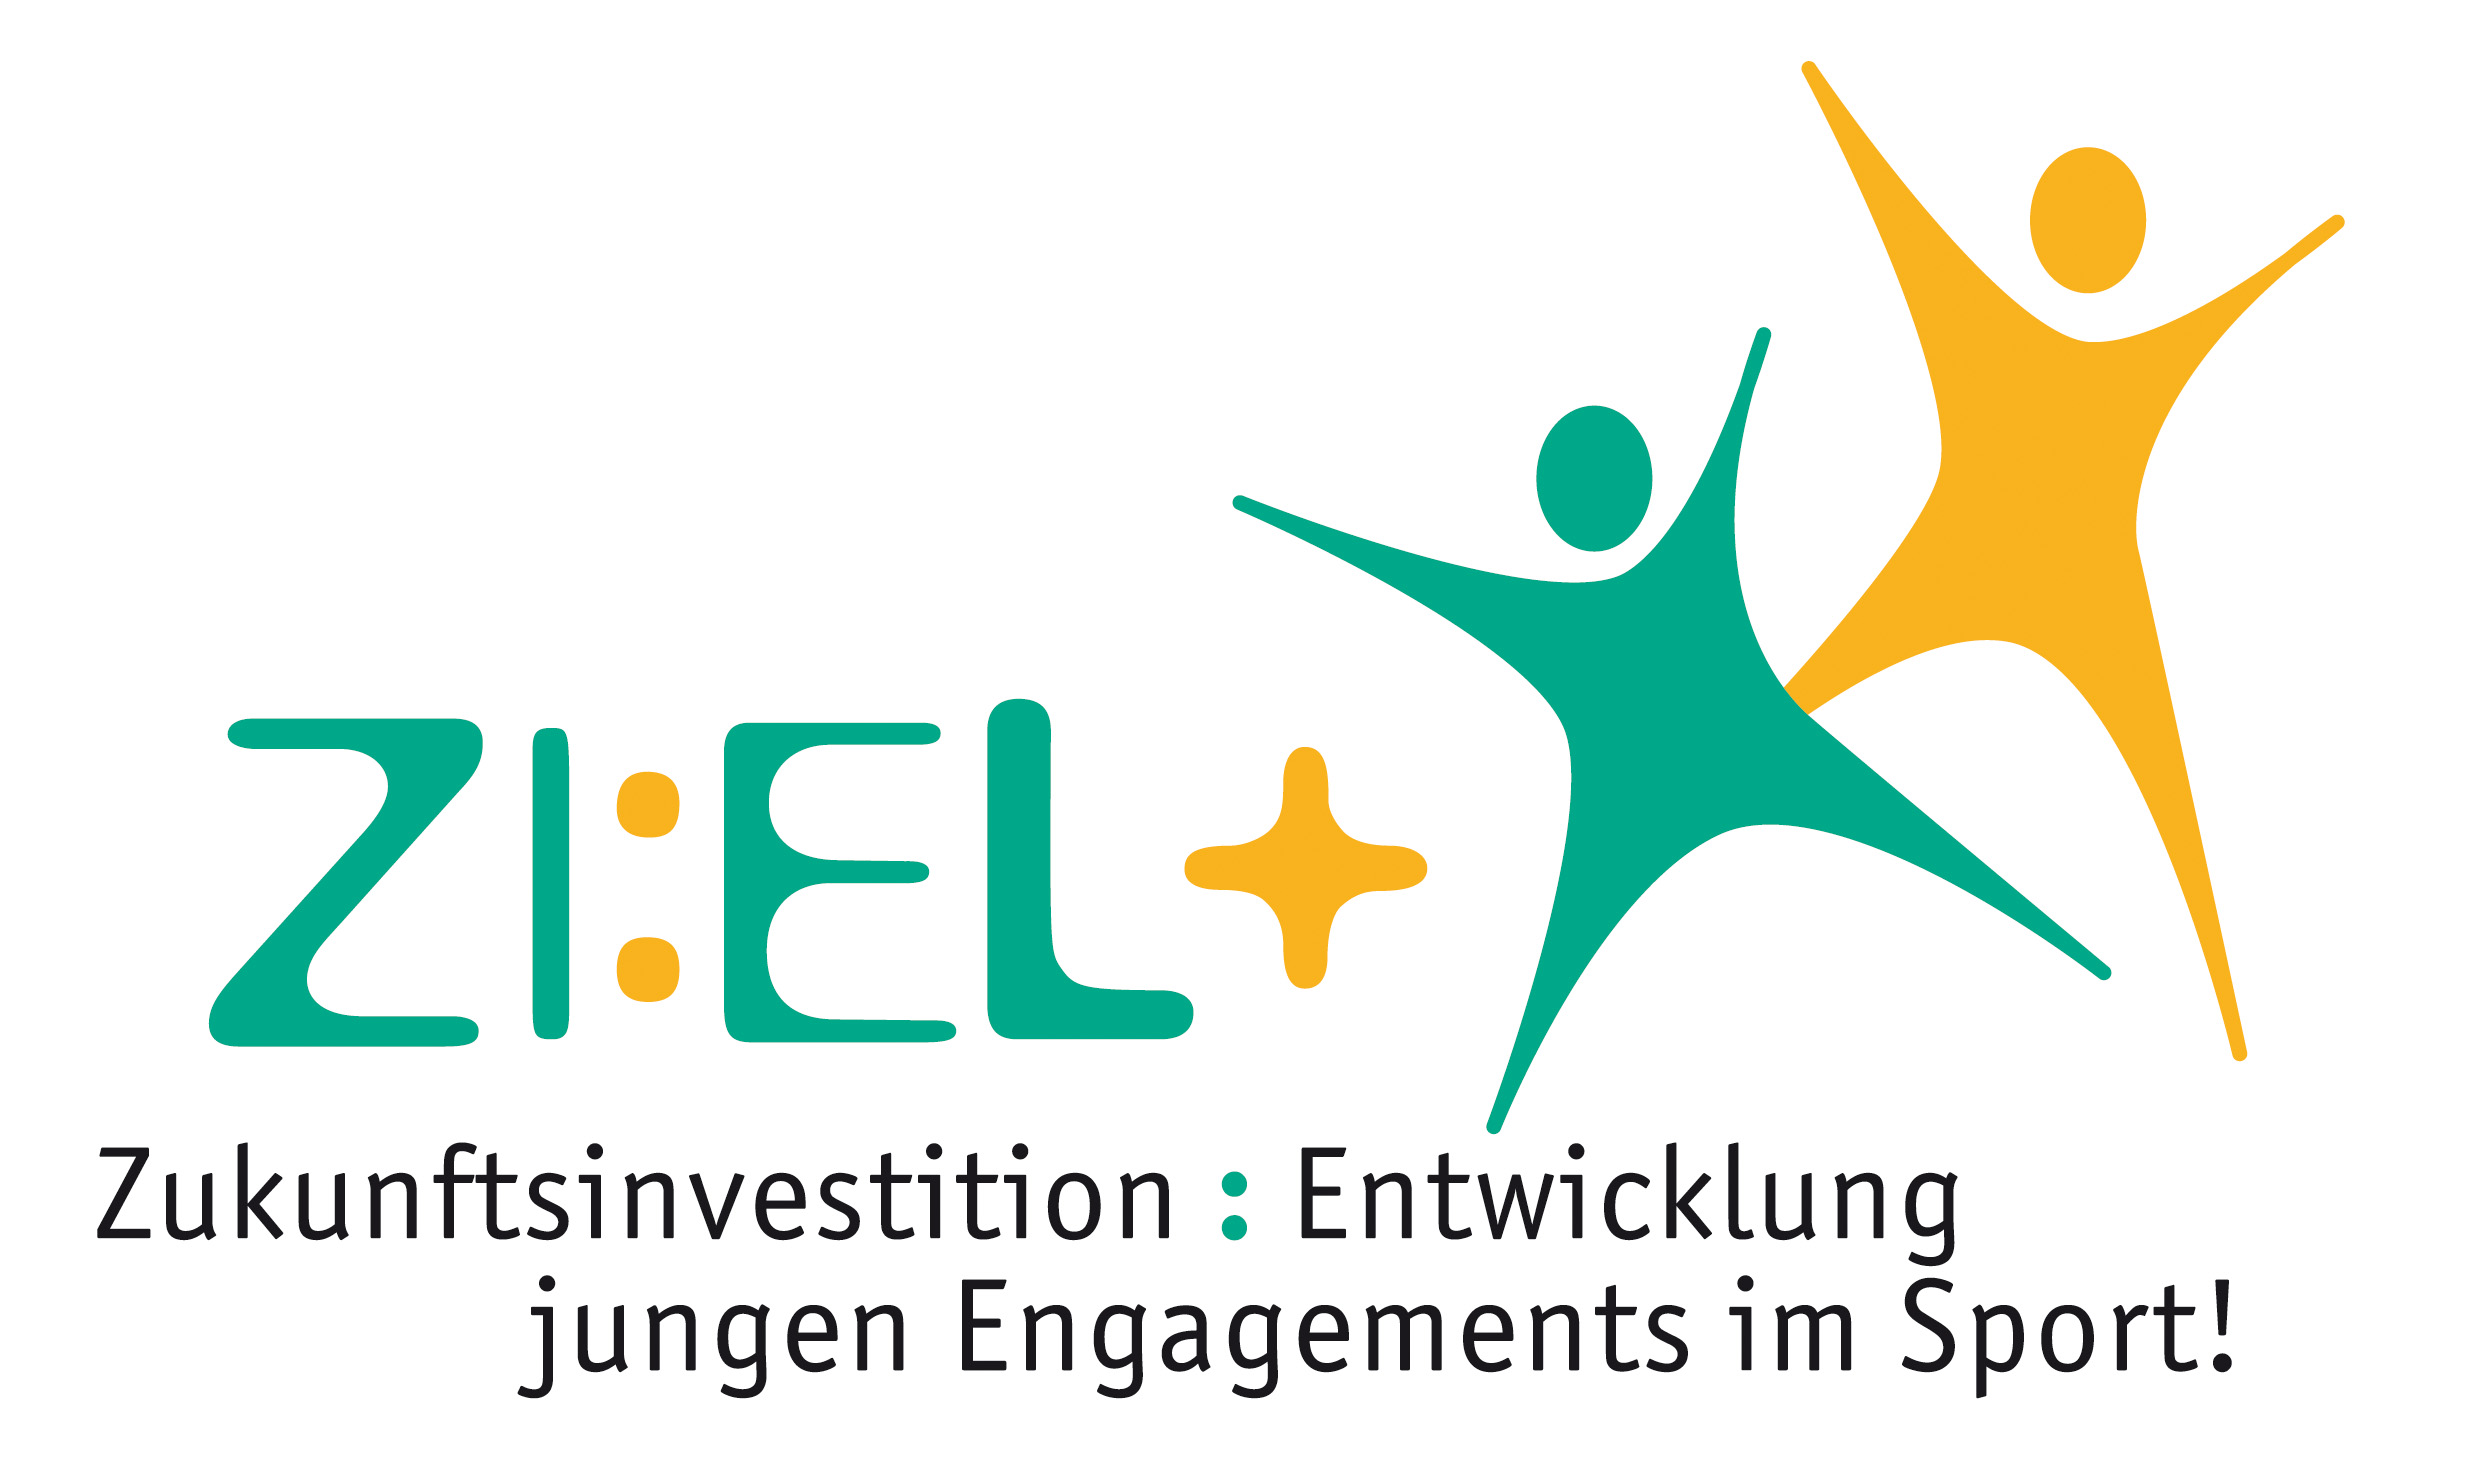 ZI:EL+
Zukunftsinvestition : Entwicklung
jungen Engagements im Sport!